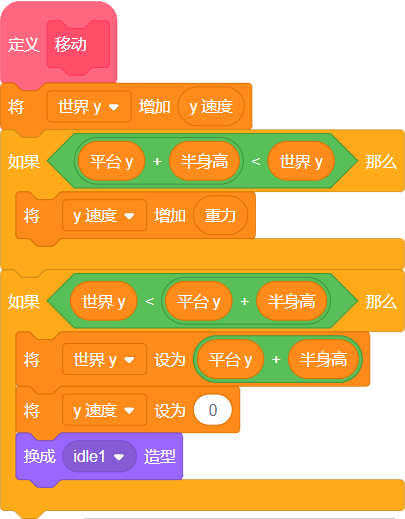 定义 移动
将 世界 y 增加 y 速度
如果 平台 y + 半身高 < 世界 y 那么
将 y 速度 增加 重力
如果 世界 y < 平台 y + 半身高 那么
将 世界 y 设为 平台 y + 半身高
将 y 速度 设为 0
换成 idle1 造型